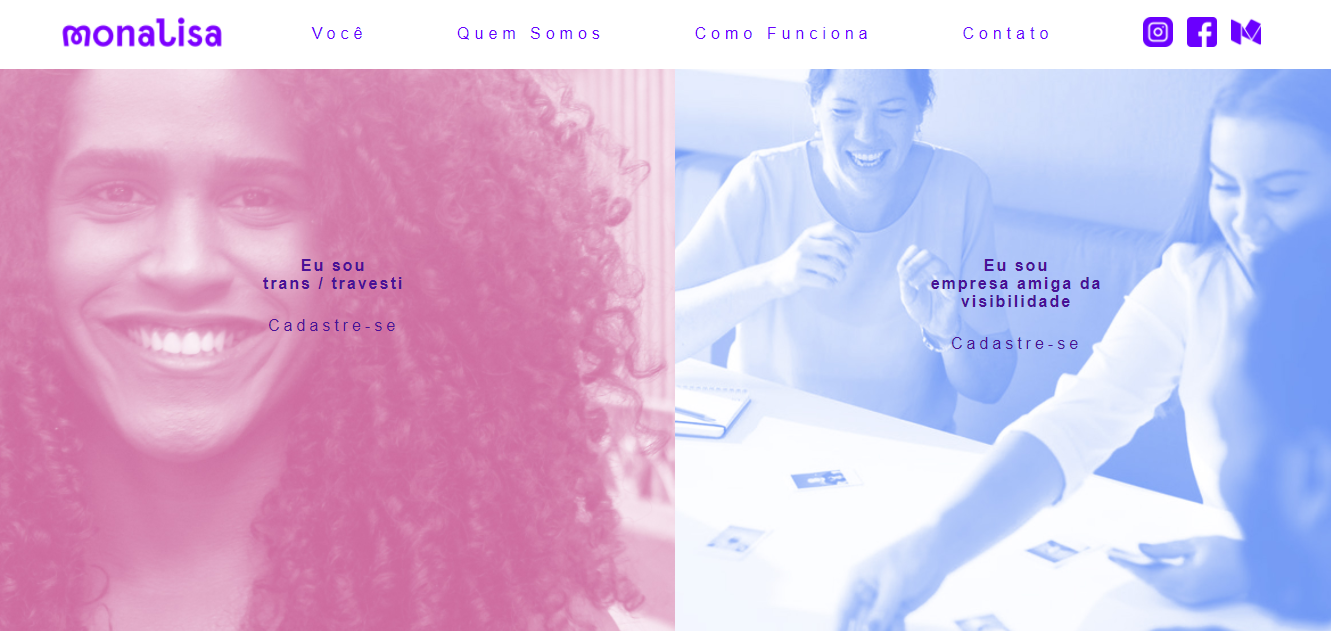 monalisa
Você
Quem Somos
Como Funciona
Contato
Eu sou
trans / travesti
Cadastre-se
Eu sou
empresa amiga da
visibilidade
Cadastre-se